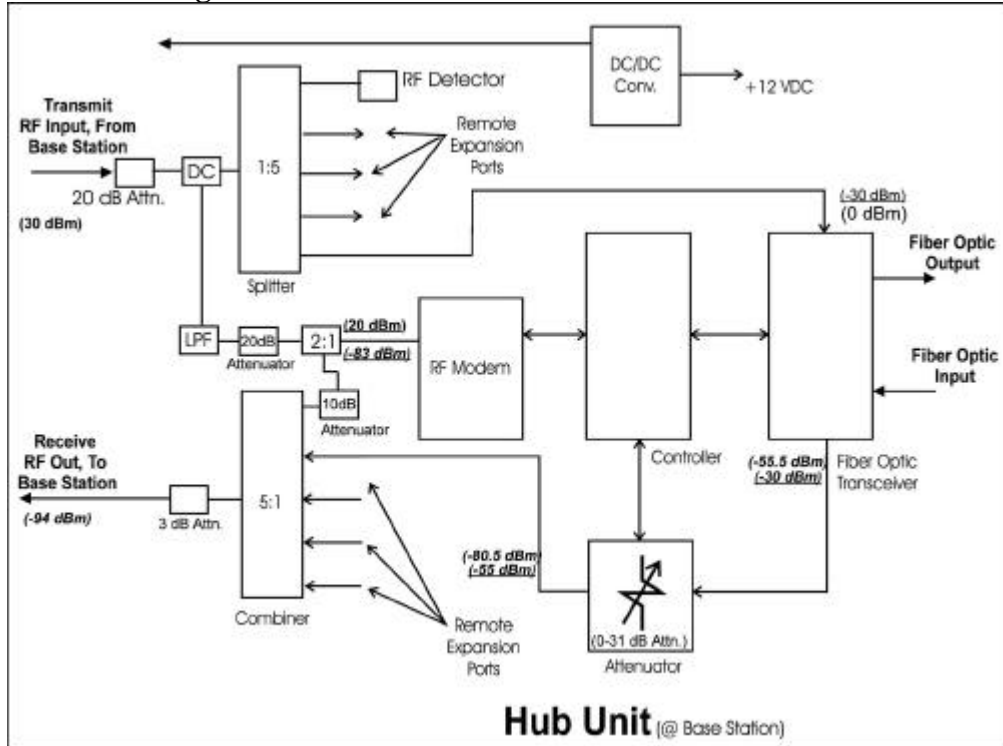 DC/DC
Conv.
+12 VDC
RF Detector
Transmit
RF Input, From
Base Station
Remote
Expansion
Ports
DC
1:5
20 dB Attn.
(30 dBm)
(-30 dBm)
(0 dBm)
Fiber Optic
Output
Splitter
LPF
20dB
Attenuator
2:1
(20 dBm)
(-83 dBm)
RF Modem
Fiber Optic
Input
10dB
Attenuator
Receive
RF Out, To
Base Station
(-94 dBm)
3 dB Attn.
5:1
Controller
(-55.5 dBm)
(-30 dBm)
Fiber Optic
Transceiver
(-80.5 dBm)
(-55 dBm)
Combiner
Remote
Expansion
Ports
(0-31 dB Attn.)
Attenuator
Hub Unit (@ Base Station)